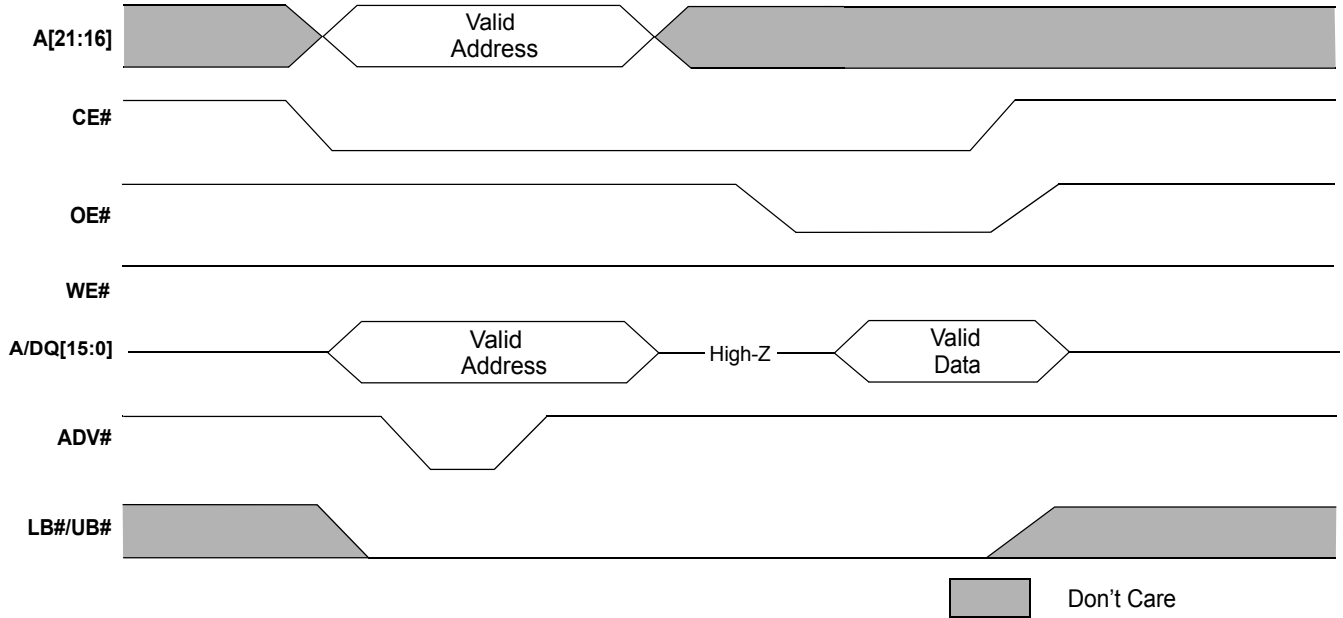 A[21:16]
Valid
Address
CE#
OE#
WE#
A/DQ[15:0]
Valid
Address
High-Z
Valid
Data
ADV#
LB#/UB#
Don't Care